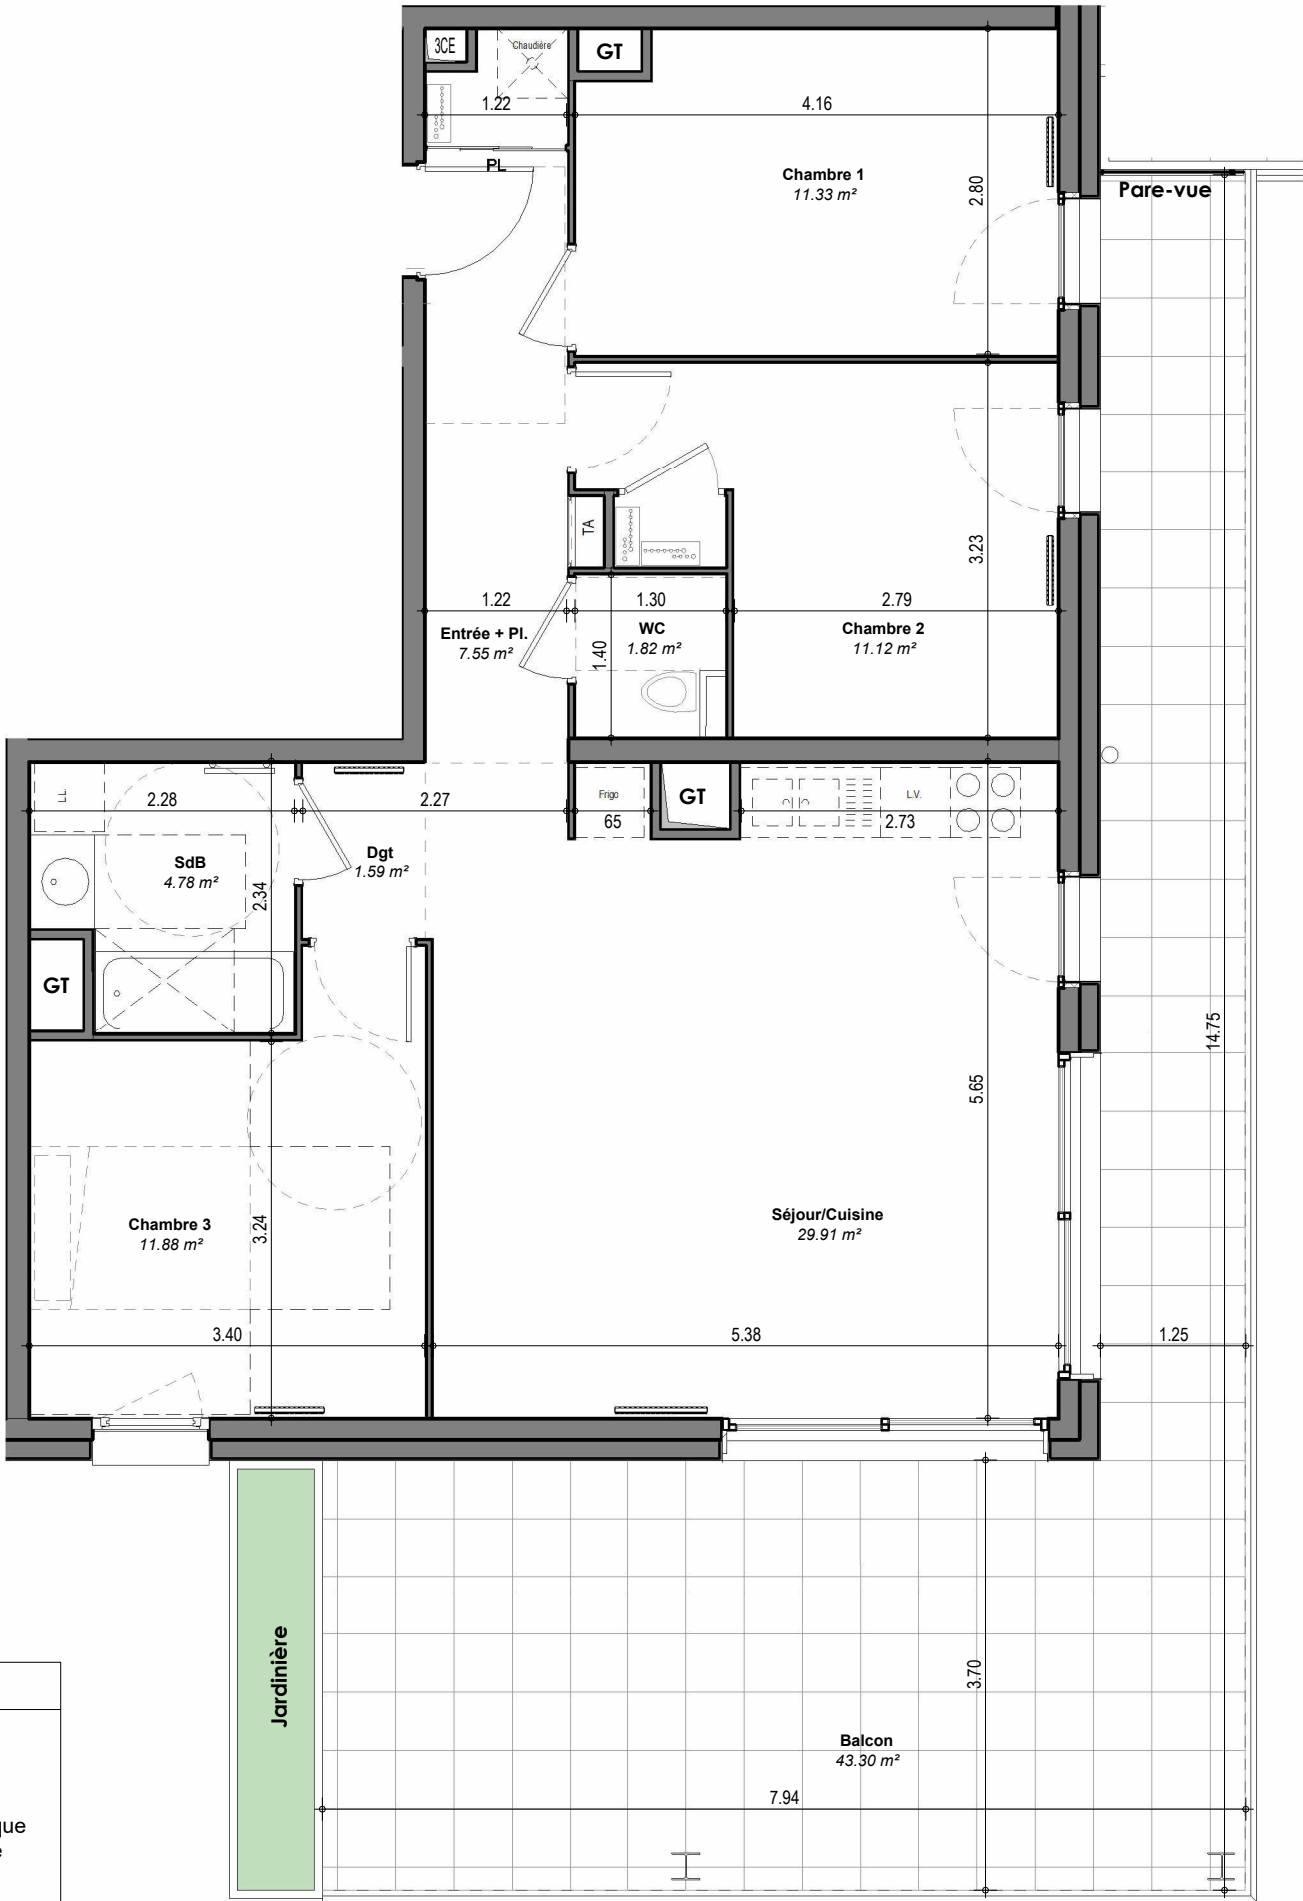 3CE
Chaudière
GT
1.22
4.16
PL
Chambre 1
11.33 m²
2.80
Pare-vue
TA
3.23
1.22
1.30
2.79
Entrée + Pl.
7.55 m²
WC
1.82 m²
1.40
Chambre 2
11.12 m²
LL
2.28
2.27
Frigo
65
GT
L.V.
2.73
SdB
4.78 m²
2.34
Dgt
1.59 m²
GT
14.75
5.65
Chambre 3
11.88 m²
3.24
Séjour/Cuisine
29.91 m²
3.40
5.38
1.25
Jardinière
3.70
Balcon
43.30 m²
7.94